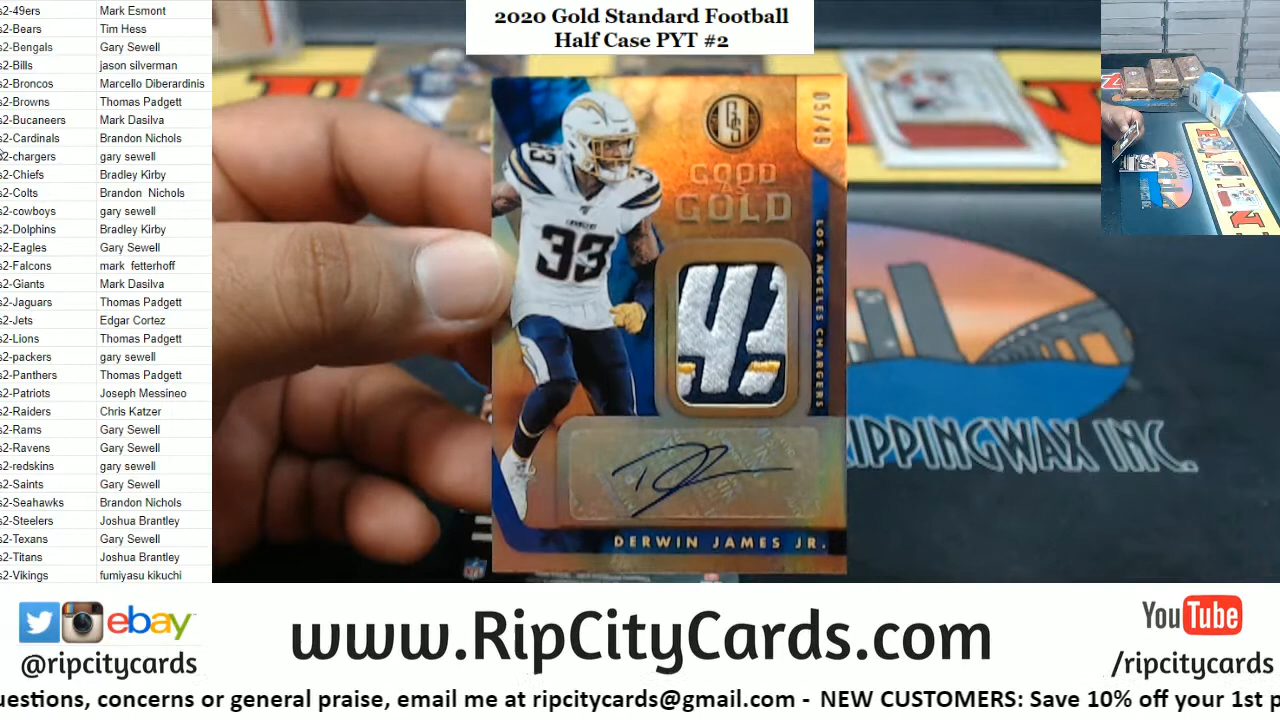 2020 Gold Standard Football
Half Case PYT #2
s2-49ers Mark Esmont
s2-Bears Tim Hess
s2-Bengals Gary Sewell
s2-Bills jason silverman
s2-Broncos Marcello Diberardinis
s2-Browns Thomas Padgett
s2-Bucaneers Mark Dasilva
s2-Cardinals Brandon Nichols
s2-chargers gary sewell
s2-Chiefs Bradley Kirby
s2-Colts Brandon Nichols
s2-cowboys gary sewell
s2-Dolphins Bradley Kirby
s2-Eagles Gary Sewell
s2-Falcons mark fetterhoff
s2-Giants Mark Dasilva
s2-Jaguars Thomas Padgett
s2-Jets Edgar Cortez
s2-Lions Thomas Padgett
s2-packers gary sewell
s2-Panthers Thomas Padgett
s2-Patriots Joseph Messineo
s2-Raiders Chris Katzer
s2-Rams Gary Sewell
s2-Ravens Gary Sewell
s2-redskins gary sewell
s2-Saints Gary Sewell
s2-Seahawks Brandon Nichols
s2-Steelers Joshua Brantley
s2-Texans Gary Sewell
s2-Titans Joshua Brantley
s2-Vikings fumiyasu kikuchi
05/49
GS
GOOD
AS
GOLD
33
33
CHARGERS
33
LOS ANGELES CHARGERS
DERWIN JAMES JR.
IPPINGWAX INC.
NFL
ebay
@ripcitycards
www.RipCityCards.com
YouTube
/ripcitycards
uestions, concerns or general praise, email me at ripcitycards@gmail.com - NEW CUSTOMERS: Save 10% off your 1st p